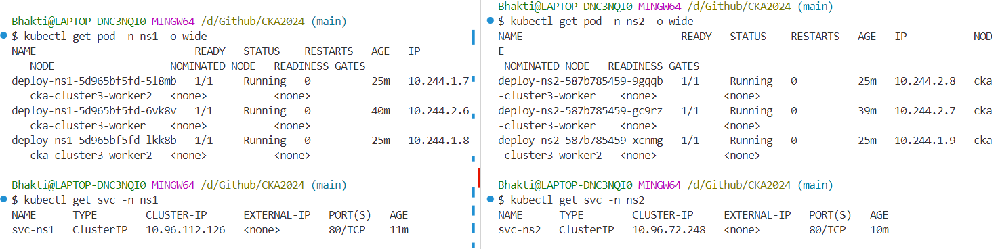 Bhakti@LAPTOP-DNC3NQI0 MINGW64 /d/Github/CKA2024 (main)
$ kubectl get pod -n ns1 -o wide
NAME READY STATUS RESTARTS AGE IP
NODE NOMINATED NODE READINESS GATES
deploy-ns1-5d965bf5fd-5l8mb 1/1 Running 0 25m 10.244.1.7
cka-cluster3-worker2 <none> <none>
deploy-ns1-5d965bf5fd-6vk8v 1/1 Running 0 40m 10.244.2.6
cka-cluster3-worker <none> <none>
deploy-ns1-5d965bf5fd-lkk8b 1/1 Running 0 25m 10.244.1.8
cka-cluster3-worker2 <none> <none>
Bhakti@LAPTOP-DNC3NQI0 MINGW64 /d/Github/CKA2024 (main)
$ kubectl get svc -n ns1
NAME TYPE CLUSTER-IP EXTERNAL-IP PORT(S) AGE
svc-ns1 ClusterIP 10.96.112.126 <none> 80/TCP 11m
Bhakti@LAPTOP-DNC3NQI0 MINGW64 /d/Github/CKA2024 (main)
$ kubectl get pod -n ns2 -o wide
NAME READY STATUS RESTARTS AGE IP NOD
E
NOMINATED NODE READINESS GATES
deploy-ns2-587b785459-9gqqb 1/1 Running 0 25m 10.244.2.8 cka
-cluster3-worker <none> <none>
deploy-ns2-587b785459-gc9rz 1/1 Running 0 39m 10.244.2.7 cka
-cluster3-worker <none> <none>
deploy-ns2-587b785459-xcnmg 1/1 Running 0 25m 10.244.1.9 cka
-cluster3-worker2 <none> <none>
Bhakti@LAPTOP-DNC3NQI0 MINGW64 /d/Github/CKA2024 (main)
$ kubectl get svc -n ns2
NAME TYPE CLUSTER-IP EXTERNAL-IP PORT(S) AGE
svc-ns2 ClusterIP 10.96.72.248 <none> 80/TCP 10m